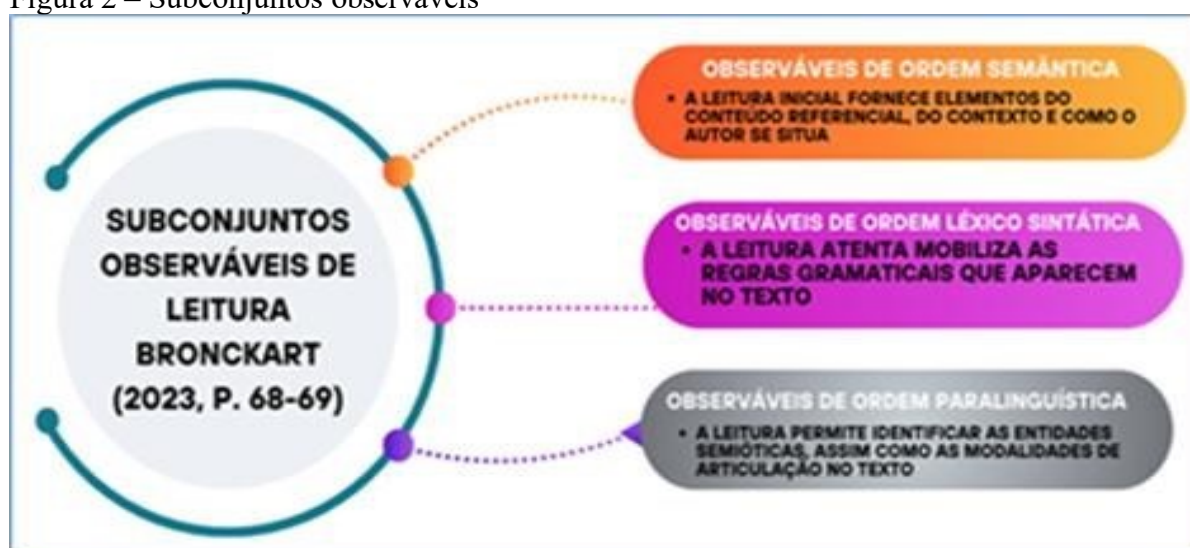 Figura 2 – Subconjuntos observáveis
SUBCONJUNTOS
OBSERVÁVEIS DE
LEITURA
BRONCKART
(2023, P. 68-69)
OBSERVÁVEIS DE ORDEM SEMÂNTICA
• A LEITURA INICIAL FORNECE ELEMENTOS DO
CONTEÚDO REFERENCIAL, DO CONTEXTO E COMO O
AUTOR SE SITUA
OBSERVÁVEIS DE ORDEM LÉXICO SINTÁTICA
• A LEITURA ATENTA MOBILIZA AS
REGRAS GRAMATICAIS QUE APARECEM
NO TEXTO
OBSERVÁVEIS DE ORDEM PARALINGUÍSTICA
• A LEITURA PERMITE IDENTIFICAR AS ENTIDADES
SEMIÓTICAS, ASSIM COMO AS MODALIDADES DE
ARTICULAÇÃO NO TEXTO